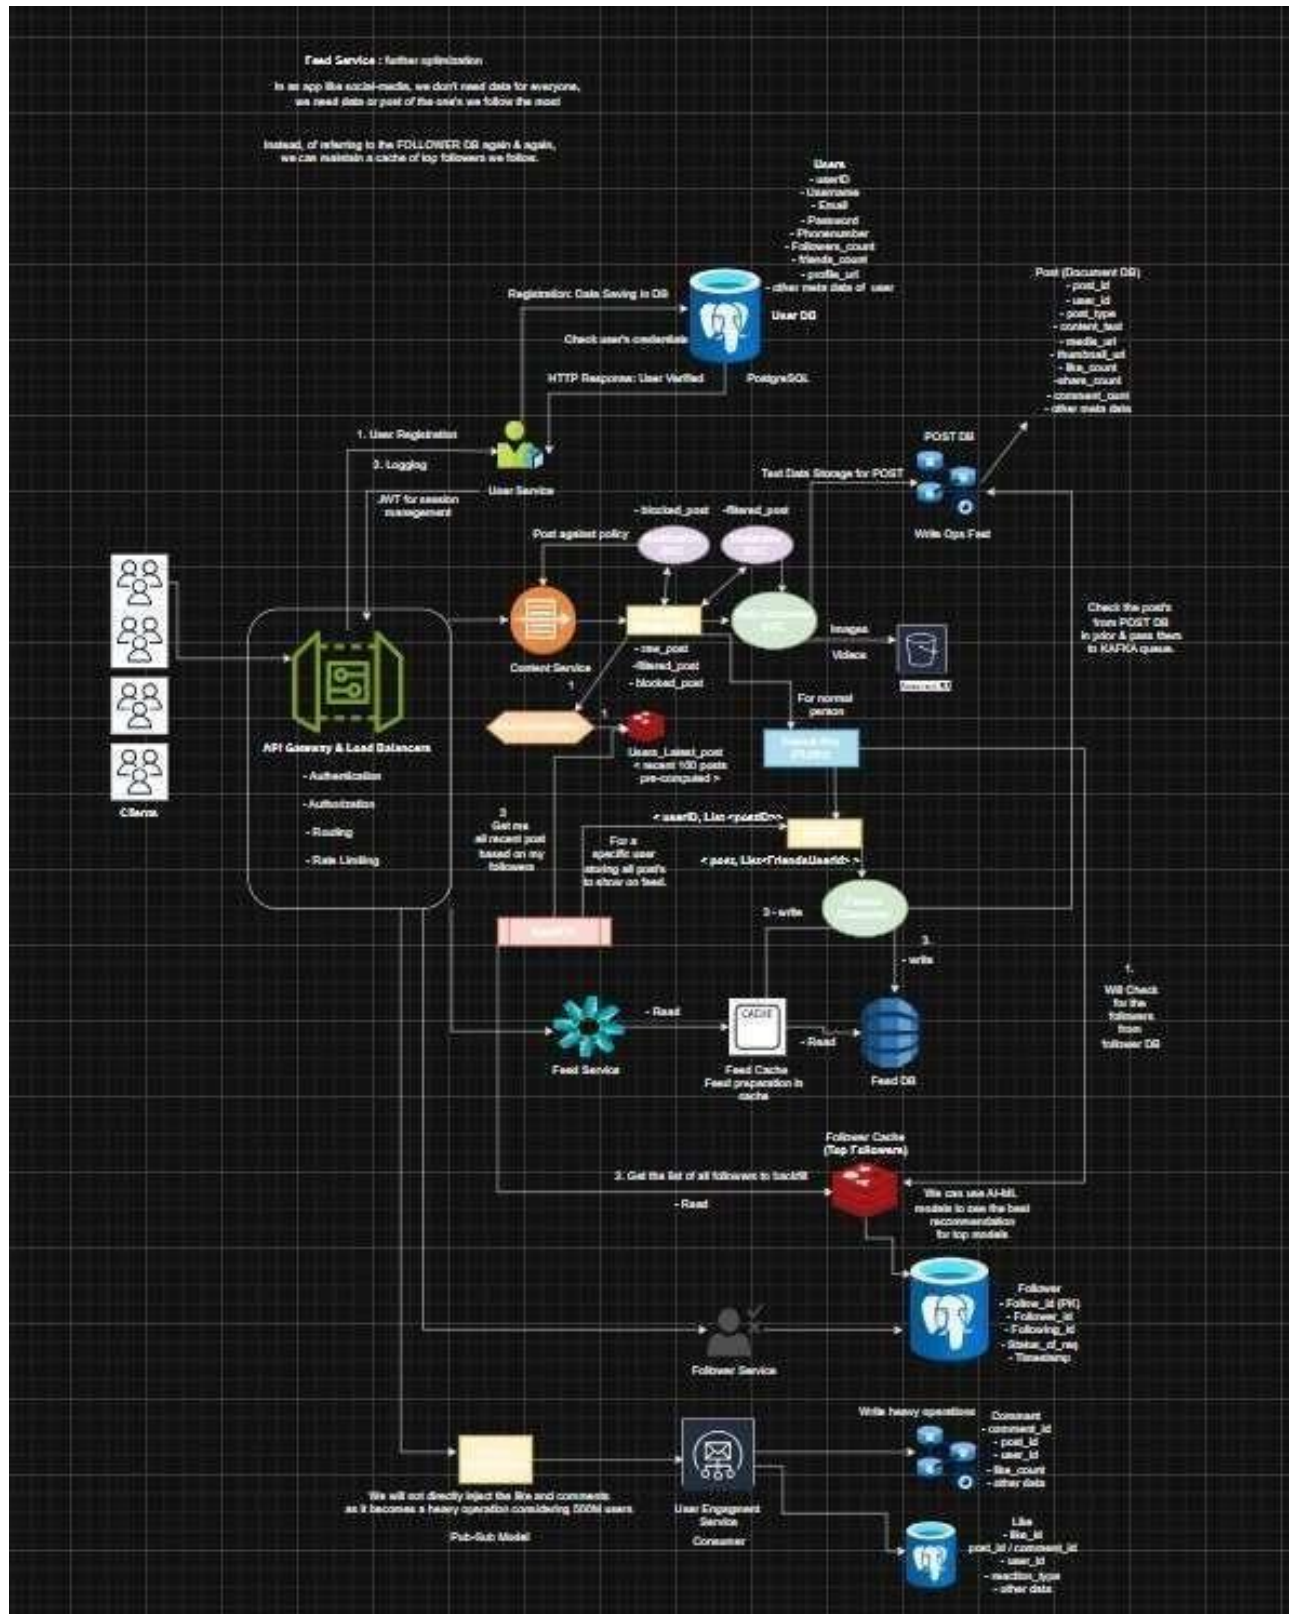 Feed Service : further optimization
In an app like social-media, we don't need data for everyone,
we need data or post of the one's we follow the most
Instead, of referring to the FOLLOWER DB again & again,
we can maintain a cache of top followers we follow.
Users
- userID
- Username
- Email
- Password
- Phonenumber
- Followers_count
- friends_count
- profile_url
- other meta data of user
User DB
PostgreSQL
Registration: Data Saving in DB
Check user's credentials
HTTP Response: User Verified
Post (Document DB)
- post_id
- user_id
- post_type
- content_text
- media_url
- thumbnail_url
- like_count
-share_count
- other meta data
1. User Registration
User Service
JWT for session
management
POST DB
Text Data Storage for POST
Write Ops Fast
- blocked_post
-filtered_post
Post against policy
Content Service
-filtered_post
- blocked_post
Images
Videos
Check the post's
from POST DB
in prior & pass them
to KAFKA queue.
For normal
person
API Gateway & Load Balancers
- Authentication
- Authorization
- Routing
- Rate Limiting
Clients
1
1
Users_Latest_post
< recent 100 posts
pre-computed >
Get me
all recent post
based on my
followers
For a
specific user
storing all post's
to show on feed.
< userID, List <postID>>
< post, List<FriendsUserId> >
3 - write
3.
- write
1.
Will Check
for the
followers
from
follower DB
- Read
Feed Service
CACHE
Feed Cache
Feed preparation in
cache
- Read
Feed DB
Follower Cache
(Top Followers)
2. Get the list of all followers to backfill
- Read
We can use AI-ML
models to see the best
recommendation
for top models.
Follower
- Follow_id (PK)
- Follower_id
- Following_id
- Status_of_req
- Timestamp
Follower Service
Write heavy operations
Comment
- comment_id
- post_id
- user_id
- like_count
- other data
We will not directly inject the like and comments
as it becomes a heavy operation considering 500M users
Pub-Sub Model
User Engagment
Service
Consumer
Like
- like_id
post_id / comment_id
- user_id
- reaction_type
- other data